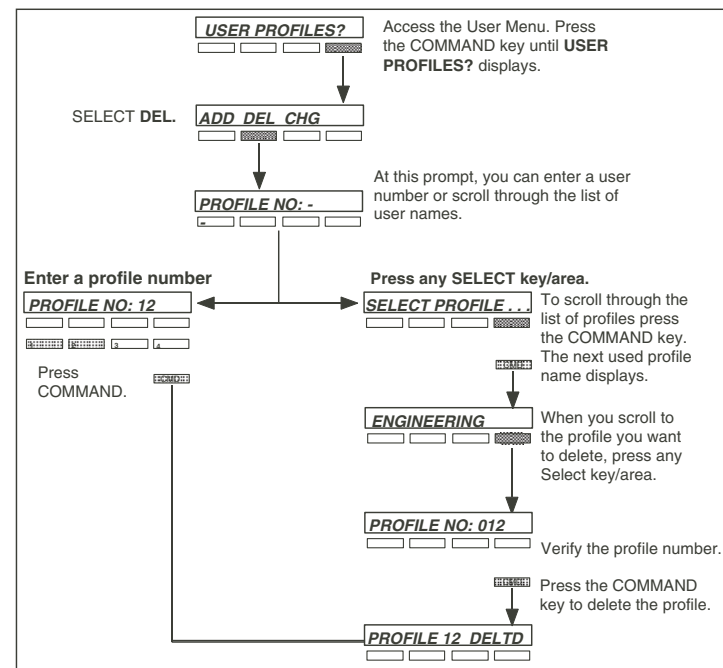 USER PROFILES?
Access the User Menu. Press
the COMMAND key until USER
PROFILES? displays.
SELECT DEL.
ADD DEL CHG
At this prompt, you can enter a user
number or scroll through the list of
user names.
PROFILE NO: -
-
Enter a profile number
PROFILE NO: 12
1 2 3 4
Press
COMMAND.
CMD
Press any SELECT key/area.
SELECT PROFILE . . .
To scroll through the
list of profiles press
the COMMAND key.
The next used profile
name displays.
CMD
ENGINEERING
When you scroll to
the profile you want
to delete, press any
Select key/area.
PROFILE NO: 012
Verify the profile number.
CMD
Press the COMMAND
key to delete the profile.
PROFILE 12 DELTD